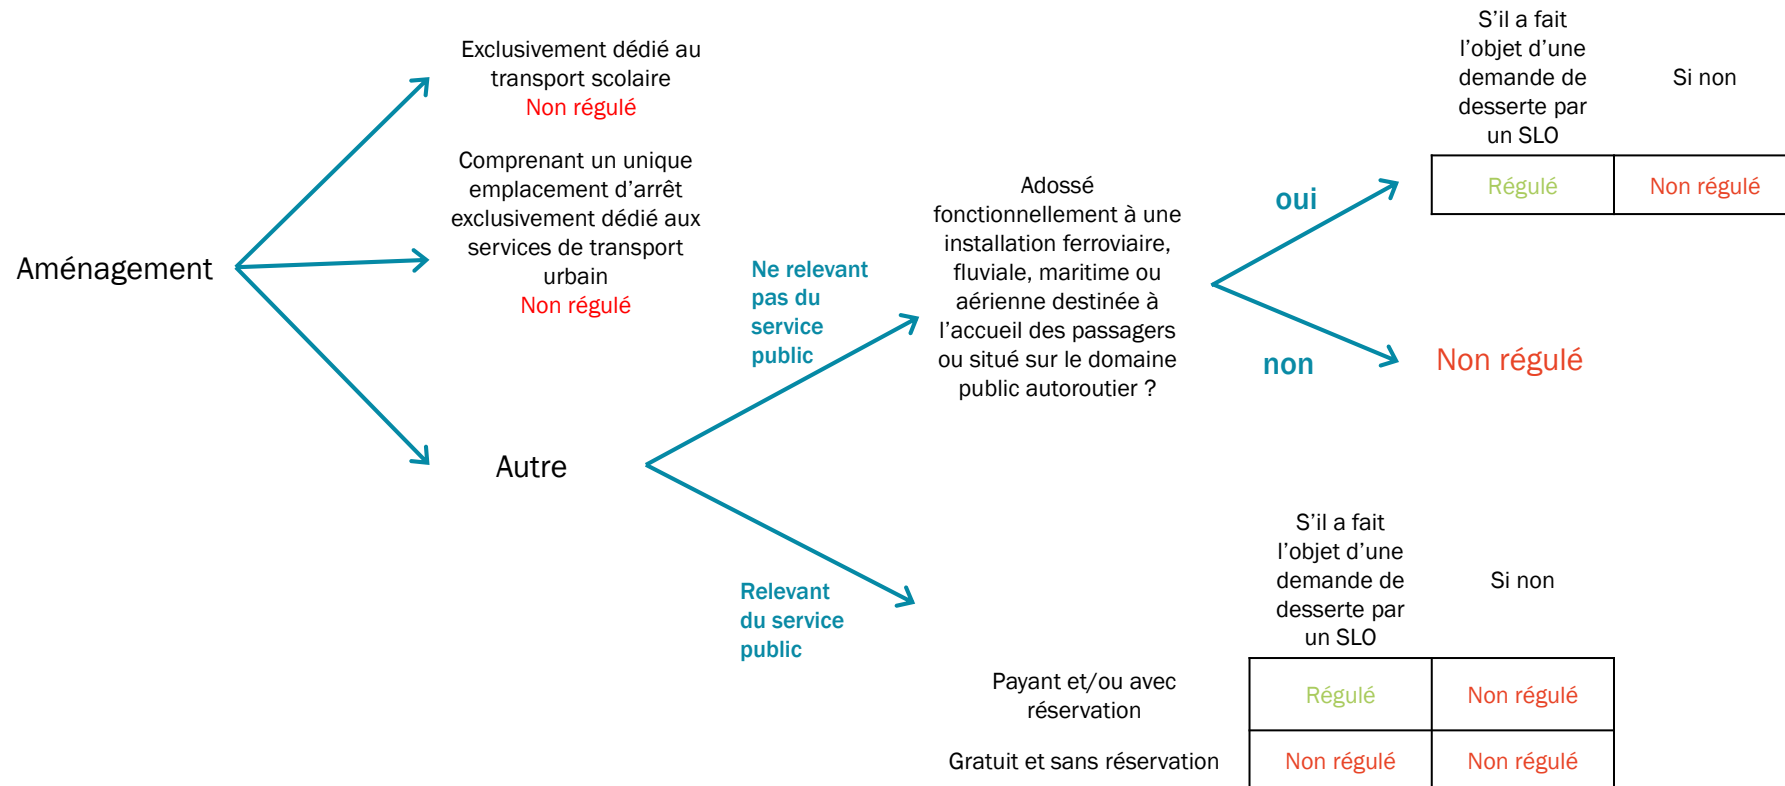 Aménagement
Exclusivement dédié au
transport scolaire
Non régulé
Comprenant un unique
emplacement d’arrêt
exclusivement dédié aux
services de transport
urbain
Non régulé
Autre
Ne relevant
pas du
service
public
Relevant
du service
public
Adossé
fonctionnellement à une
installation ferroviaire,
fluviale, maritime ou
aérienne destinée à
l’accueil des passagers
ou situé sur le domaine
public autoroutier ?
oui
non
S’il a fait
l’objet d’une
demande de
desserte par
un SLO
Si non
Régulé
Non régulé
Non régulé
S’il a fait
l’objet d’une
demande de
desserte par
un SLO
Si non
Payant et/ou avec
réservation
Régulé
Non régulé
Gratuit et sans réservation
Non régulé
Non régulé